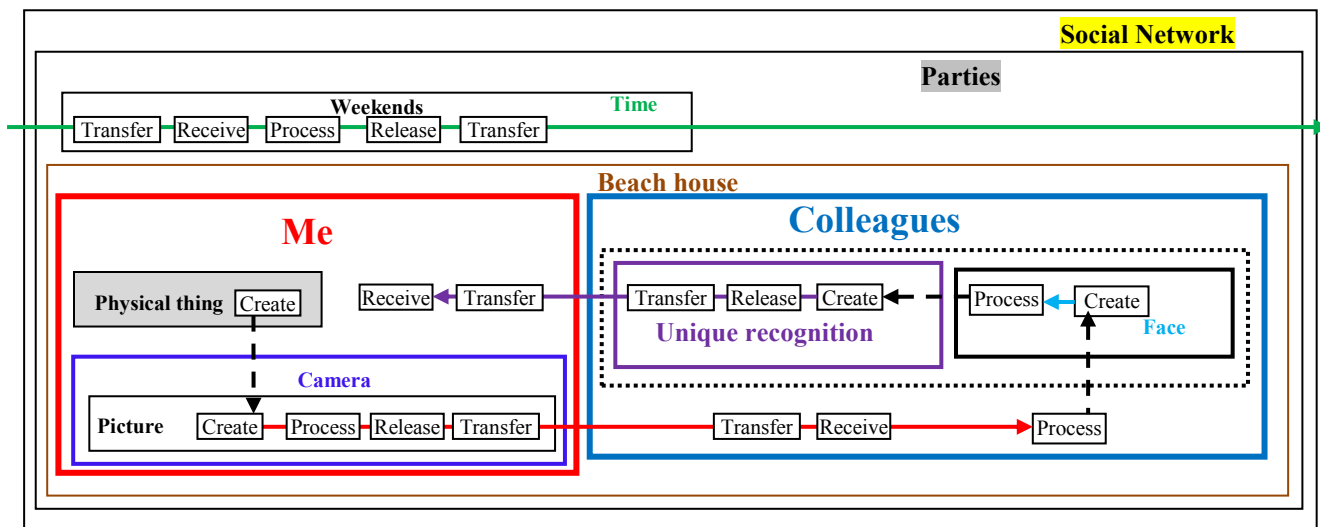 Social Network
Parties
Weekends
Time
Transfer Receive Process Release Transfer
Beach house
Me
Colleagues
Physical thing Create
Receive Transfer
Transfer Release Create
Process Create
Unique recognition
Face
Camera
Picture Create Process Release Transfer
Transfer Receive Process